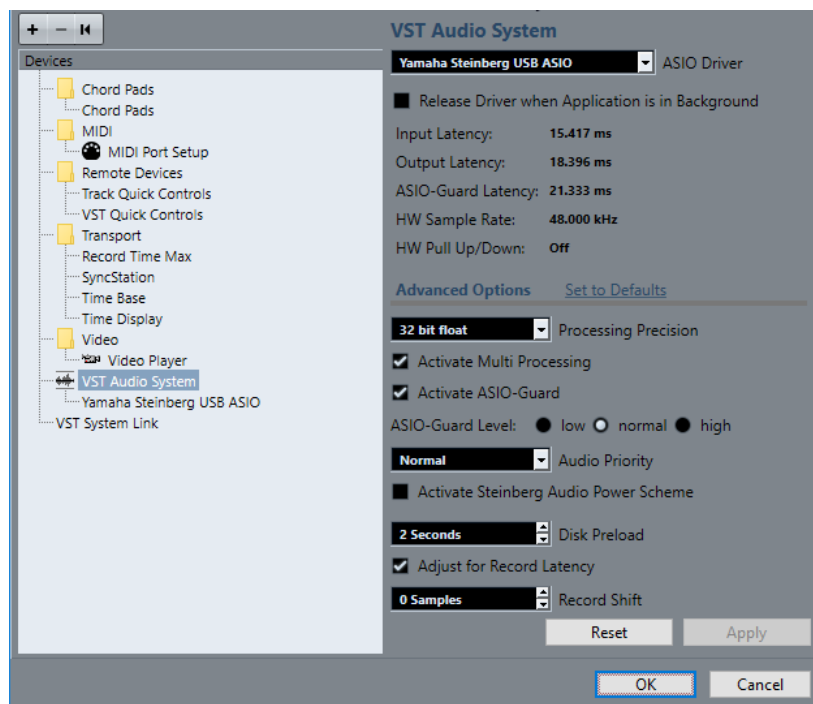 VST Audio System
Devices
Chord Pads
Chord Pads
MIDI
MIDI Port Setup
Remote Devices
Track Quick Controls
VST Quick Controls
Transport
Record Time Max
SyncStation
Time Base
Time Display
Video
Video Player
VST Audio System
Yamaha Steinberg USB ASIO
VST System Link
Yamaha Steinberg USB ASIO ASIO Driver
Release Driver when Application is in Background
Input Latency: 15.417 ms
Output Latency: 18.396 ms
ASIO-Guard Latency: 21.333 ms
HW Sample Rate: 48.000 kHz
HW Pull Up/Down: Off
Advanced Options Set to Defaults
32 bit float Processing Precision
Activate Multi Processing
Activate ASIO-Guard
ASIO-Guard Level: low normal high
Normal Audio Priority
Activate Steinberg Audio Power Scheme
2 Seconds Disk Preload
Adjust for Record Latency
0 Samples Record Shift
Reset Apply
OK Cancel